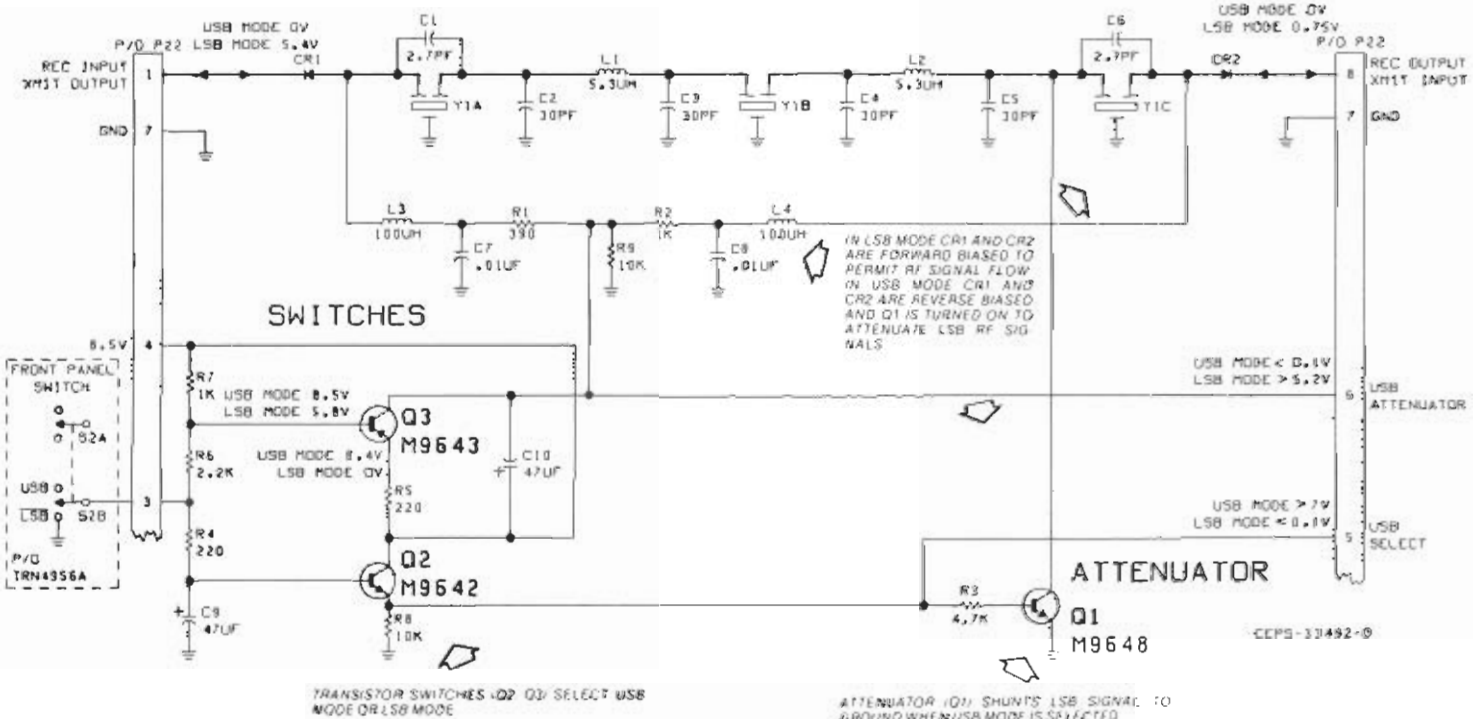 USB MODE 0V
LSB MODE 5.4V
P/O P22
REC INPUT
XMIT OUTPUT
1
CR1
C1
2.7PF
Y1A
C2
30PF
L1
5.3UH
C3
30PF
Y1B
C4
30PF
L2
5.3UH
C5
30PF
C6
2.7PF
Y1C
CR2
USB MODE 0V
LSB MODE 0.75V
P/O P22
8
REC OUTPUT
XMIT INPUT
GND
7
7
GND
L3
100UH
C7
.01UF
R1
390
R9
10K
R2
1K
C8
.01UF
L4
100UH
IN LSB MODE CR1 AND CR2
ARE FORWARD BIASED TO
PERMIT RF SIGNAL FLOW
IN USB MODE CR1 AND
CR2 ARE REVERSE BIASED
AND Q1 IS TURNED ON TO
ATTENUATE LSB RF SIG
NALS
SWITCHES
8.5V
4
FRONT PANEL
SWITCH
S2A
USB
LSB
S2B
P/O
TRN4956A
3
R7
1K
USB MODE 8.5V
LSB MODE 5.8V
R6
2.2K
R4
220
C9
47UF
Q3
M9643
USB MODE 8.4V
LSB MODE 0V
R5
220
C10
47UF
Q2
M9642
R8
10K
USB MODE < 0.1V
LSB MODE > 5.2V
6
USB
ATTENUATOR
USB MODE > 7V
LSB MODE < 0.1V
5
USB
SELECT
ATTENUATOR
R3
4.7K
Q1
M9648
TRANSISTOR SWITCHES (Q2 Q3) SELECT USB
MODE OR LSB MODE
ATTENUATOR (Q1) SHUNTS LSB SIGNAL TO
GROUND WHEN USB MODE IS SELECTED